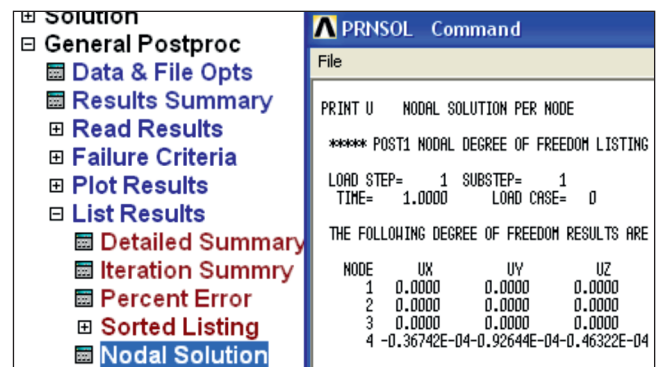 Solution
General Postproc
Data & File Opts
Results Summary
Read Results
Failure Criteria
Plot Results
List Results
Detailed Summary
Iteration Summry
Percent Error
Sorted Listing
Nodal Solution
PRNSOL Command
File
PRINT U NODAL SOLUTION PER NODE
***** POST1 NODAL DEGREE OF FREEDOM LISTING
LOAD STEP= 1 SUBSTEP= 1
TIME= 1.0000 LOAD CASE= 0
THE FOLLOWING DEGREE OF FREEDOM RESULTS ARE
NODE UX UY UZ
1 0.0000 0.0000 0.0000
2 0.0000 0.0000 0.0000
3 0.0000 0.0000 0.0000
4 -0.36742E-04-0.92644E-04-0.46322E-04